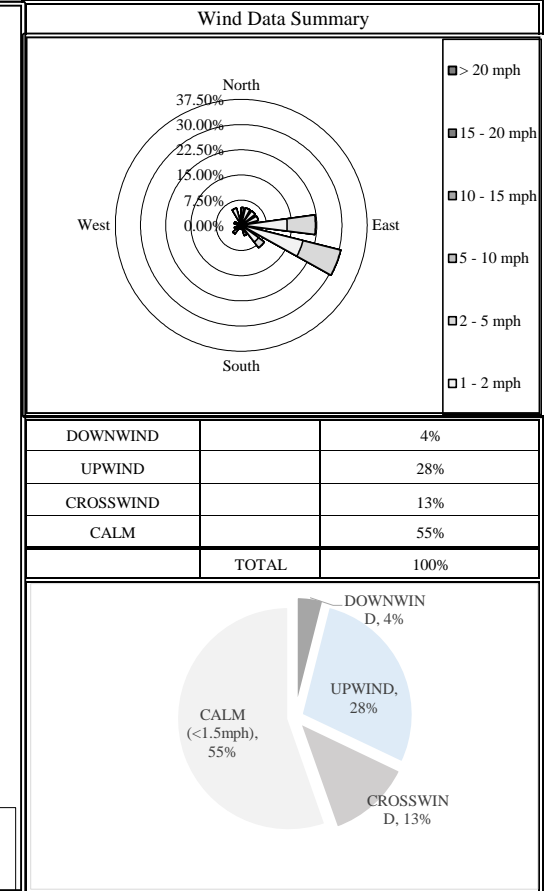 Wind Data Summary
North
37.50%
30.00%
22.50%
15.00%
7.50%
0.00%
West
East
South
> 20 mph
15 - 20 mph
10 - 15 mph
5 - 10 mph
2 - 5 mph
1 - 2 mph
DOWNWIND 4%
UPWIND 28%
CROSSWIND 13%
CALM 55%
TOTAL 100%
DOWNWIN
D, 4%
UPWIND,
28%
CALM
(<1.5mph),
55%
CROSSWIN
D, 13%